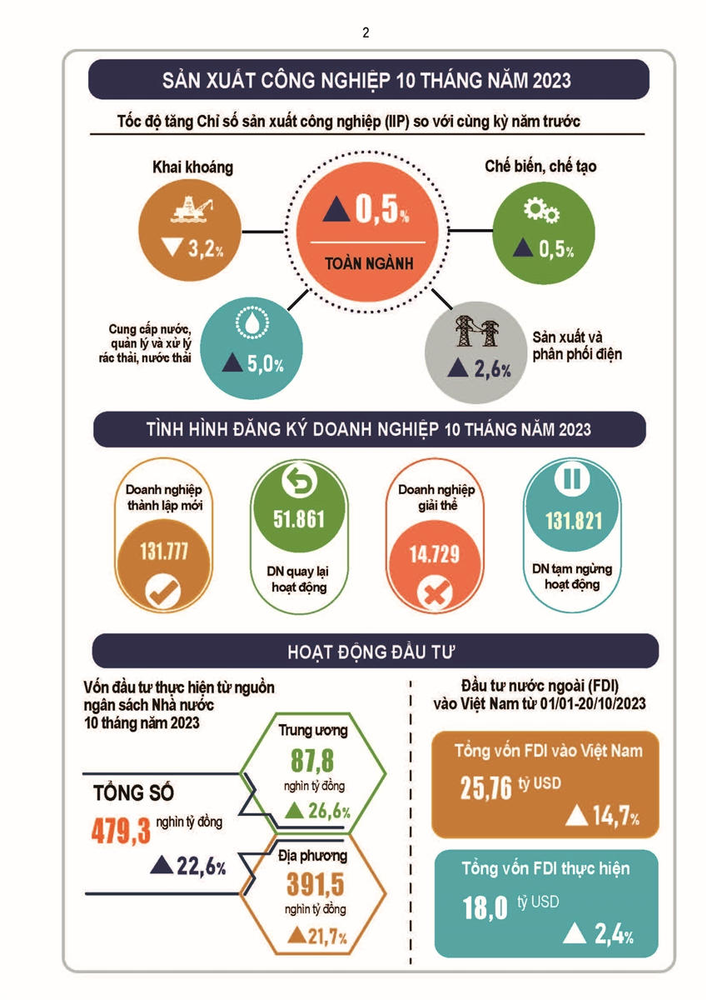 2
SẢN XUẤT CÔNG NGHIỆP 10 THÁNG NĂM 2023
Tốc độ tăng Chỉ số sản xuất công nghiệp (IIP) so với cùng kỳ năm trước
Khai khoáng
▼ 3,2%
▲ 0,5%
TOÀN NGÀNH
Chế biến, chế tạo
▲ 0,5%
Cung cấp nước,
quản lý và xử lý
rác thải, nước thải
▲ 5,0%
Sản xuất và
phân phối điện
▲ 2,6%
TÌNH HÌNH ĐĂNG KÝ DOANH NGHIỆP 10 THÁNG NĂM 2023
Doanh nghiệp
thành lập mới
131.777
51.861
DN quay lại
hoạt động
Doanh nghiệp
giải thể
14.729
131.821
DN tạm ngừng
hoạt động
HOẠT ĐỘNG ĐẦU TƯ
Vốn đầu tư thực hiện từ nguồn
ngân sách Nhà nước
10 tháng năm 2023
TỔNG SỐ
479,3 nghìn tỷ đồng
▲ 22,6%
Trung ương
87,8
nghìn tỷ đồng
▲ 26,6%
Địa phương
391,5
nghìn tỷ đồng
▲ 21,7%
Đầu tư nước ngoài (FDI)
vào Việt Nam từ 01/01-20/10/2023
Tổng vốn FDI vào Việt Nam
25,76 tỷ USD
▲ 14,7%
Tổng vốn FDI thực hiện
18,0 tỷ USD
▲ 2,4%